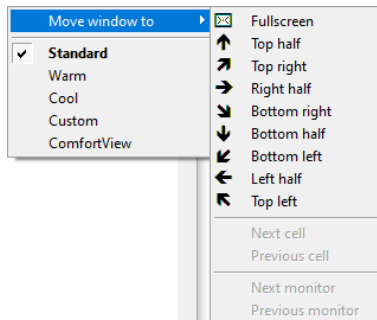 Move window to
Standard
Warm
Cool
Custom
ComfortView
Fullscreen
Top half
Top right
Right half
Bottom right
Bottom half
Bottom left
Left half
Top left
Next cell
Previous cell
Next monitor
Previous monitor